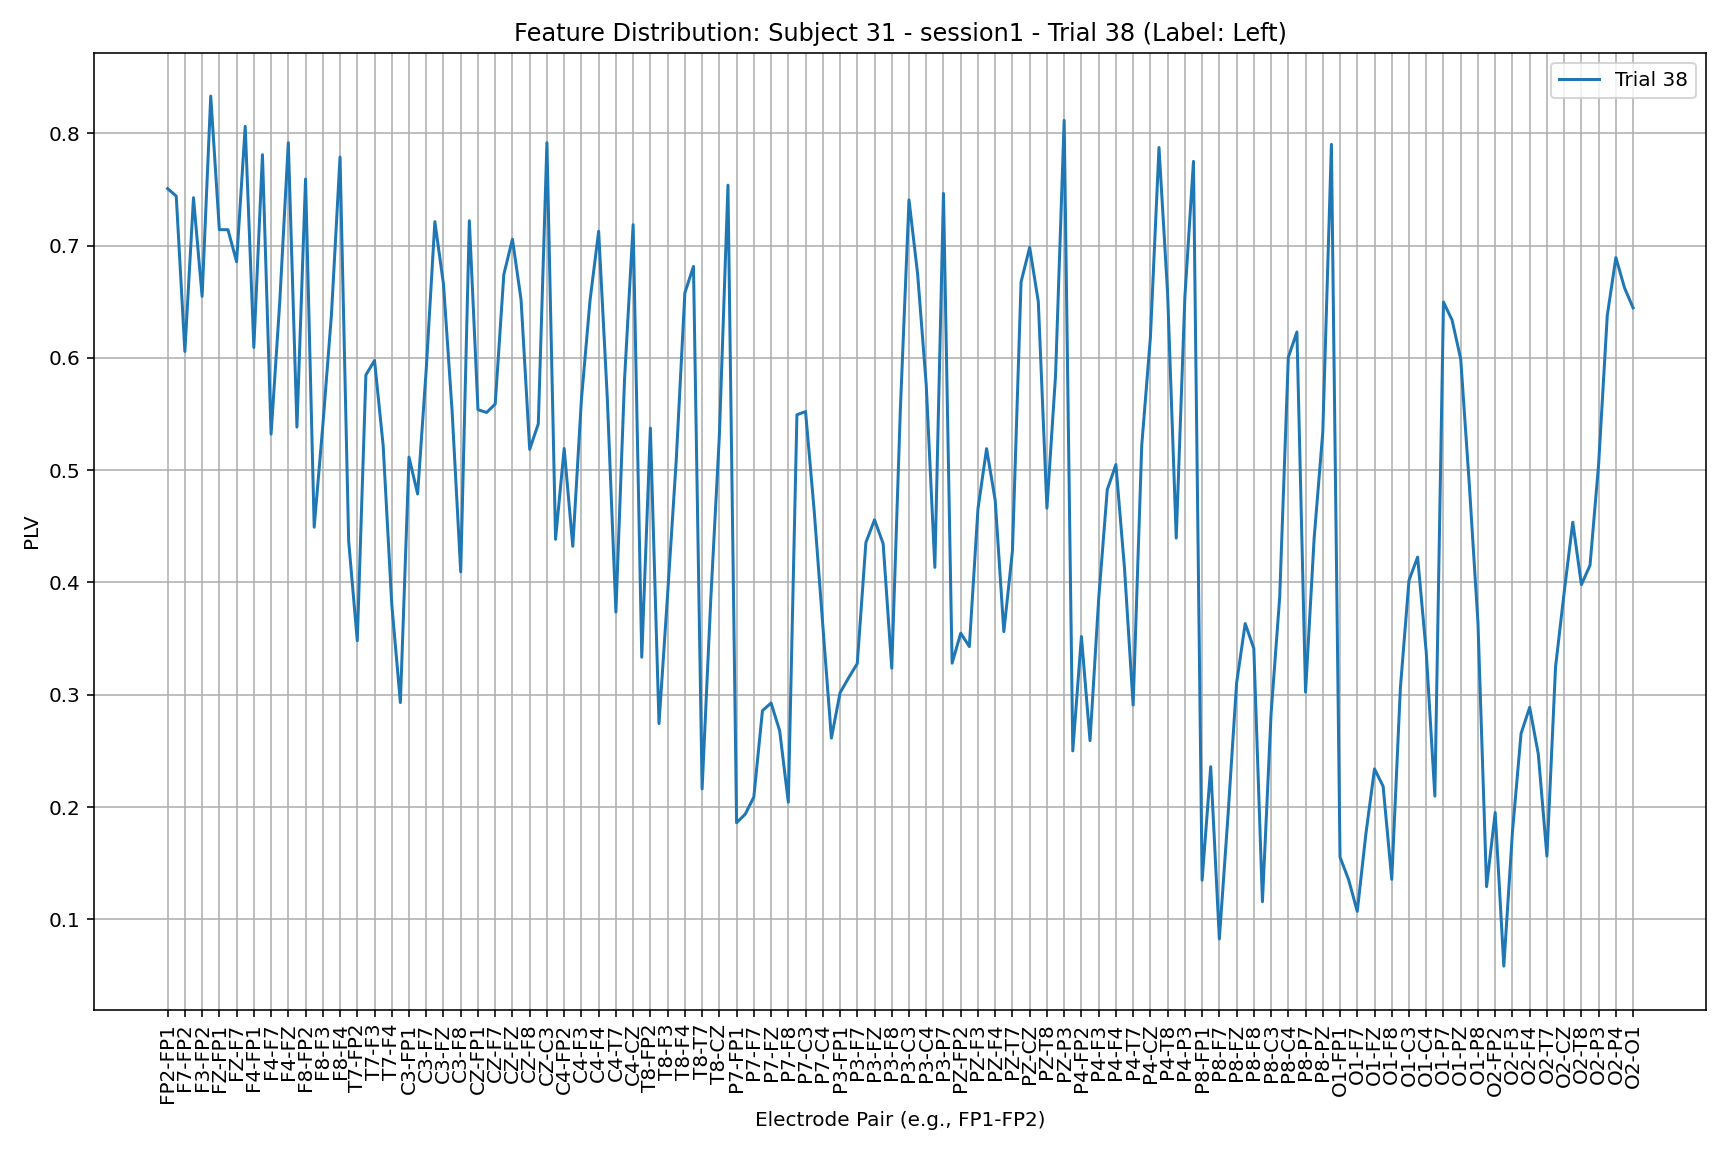 Feature Distribution: Subject 31 - session1 - Trial 38 (Label: Left)
Trial 38
PLV
0.8
0.7
0.6
0.5
0.4
0.3
0.2
0.1
FP2-FP1
F7-FP2
F3-FP2
FZ-FP1
FZ-F7
F4-FP1
F4-F7
F4-FZ
F8-FP2
F8-F3
F8-F4
T7-FP2
T7-F3
T7-F4
C3-FP1
C3-F7
C3-FZ
C3-F8
CZ-FP1
CZ-F7
CZ-FZ
CZ-F8
CZ-C3
C4-FP2
C4-F3
C4-F4
C4-T7
C4-CZ
T8-FP2
T8-F3
T8-F4
T8-T7
T8-CZ
P7-FP1
P7-F7
P7-FZ
P7-F8
P7-C3
P7-C4
P3-FP1
P3-F7
P3-FZ
P3-F8
P3-C3
P3-C4
P3-P7
PZ-FP2
PZ-F3
PZ-F4
PZ-T7
PZ-CZ
PZ-T8
PZ-P3
P4-FP2
P4-F3
P4-F4
P4-T7
P4-CZ
P4-T8
P4-P3
P8-FP1
P8-F7
P8-FZ
P8-F8
P8-C3
P8-C4
P8-P7
P8-PZ
O1-FP1
O1-F7
O1-FZ
O1-F8
O1-C3
O1-C4
O1-P7
O1-PZ
O1-P8
O2-FP2
O2-F3
O2-F4
O2-T7
O2-CZ
O2-T8
O2-P3
O2-P4
O2-O1
Electrode Pair (e.g., FP1-FP2)